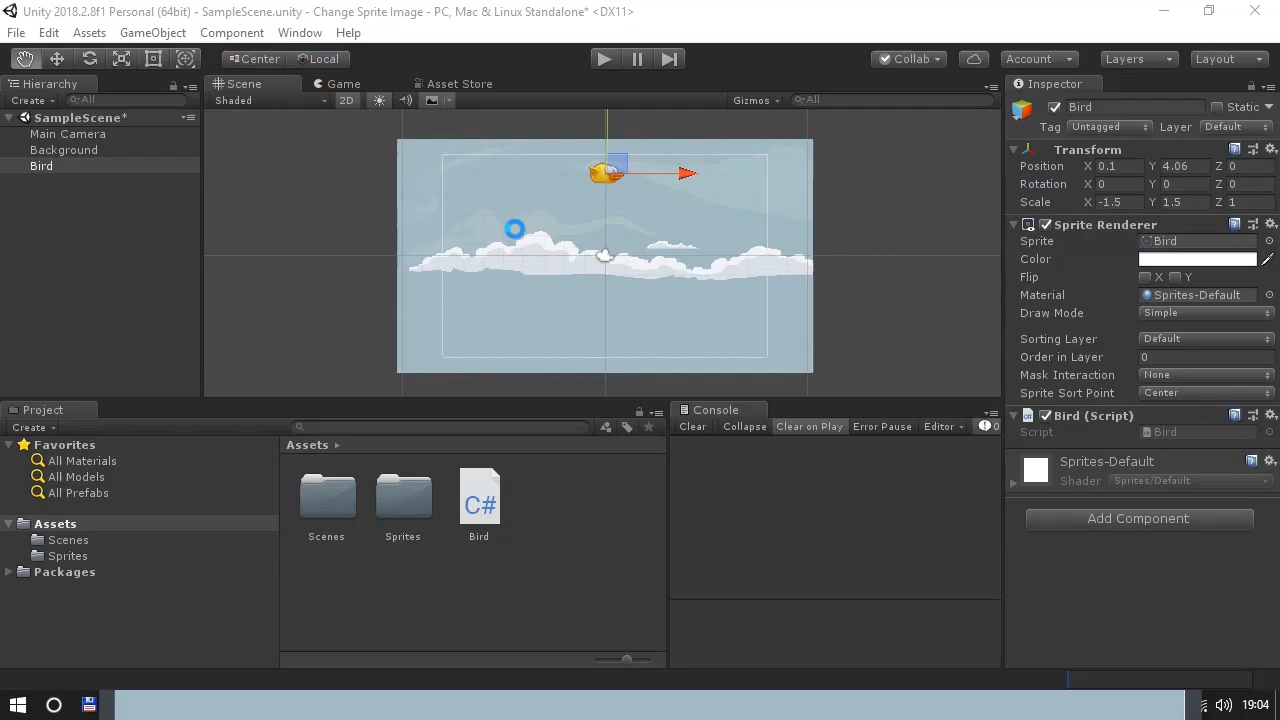 Unity 2018.2.8f1 Personal (64bit) - SampleScene.unity - Change Sprite Image - PC, Mac & Linux Standalone* <DX11>
File Edit Assets GameObject Component Window Help
Center Local Collab Account Layers Layout
Hierarchy
Create All
SampleScene*
Main Camera
Background
Bird
Scene Game Asset Store
Shaded 2D Gizmos All
Inspector
Bird Static
Tag Untagged Layer Default
Transform
Position X 0.1 Y 4.06 Z 0
Rotation X 0 Y 0 Z 0
Scale X -1.5 Y 1.5 Z 1
Sprite Renderer
Sprite Bird
Color
Flip X Y
Material Sprites-Default
Draw Mode Simple
Sorting Layer Default
Order in Layer 0
Mask Interaction None
Sprite Sort Point Center
Bird (Script)
Script Bird
Sprites-Default
Shader Sprites/Default
Add Component
Project
Create
Favorites
All Materials
All Models
All Prefabs
Assets
Scenes
Sprites
Packages
Assets
Scenes Sprites C# Bird
Console
Clear Collapse Clear on Play Error Pause Editor 0
19:04